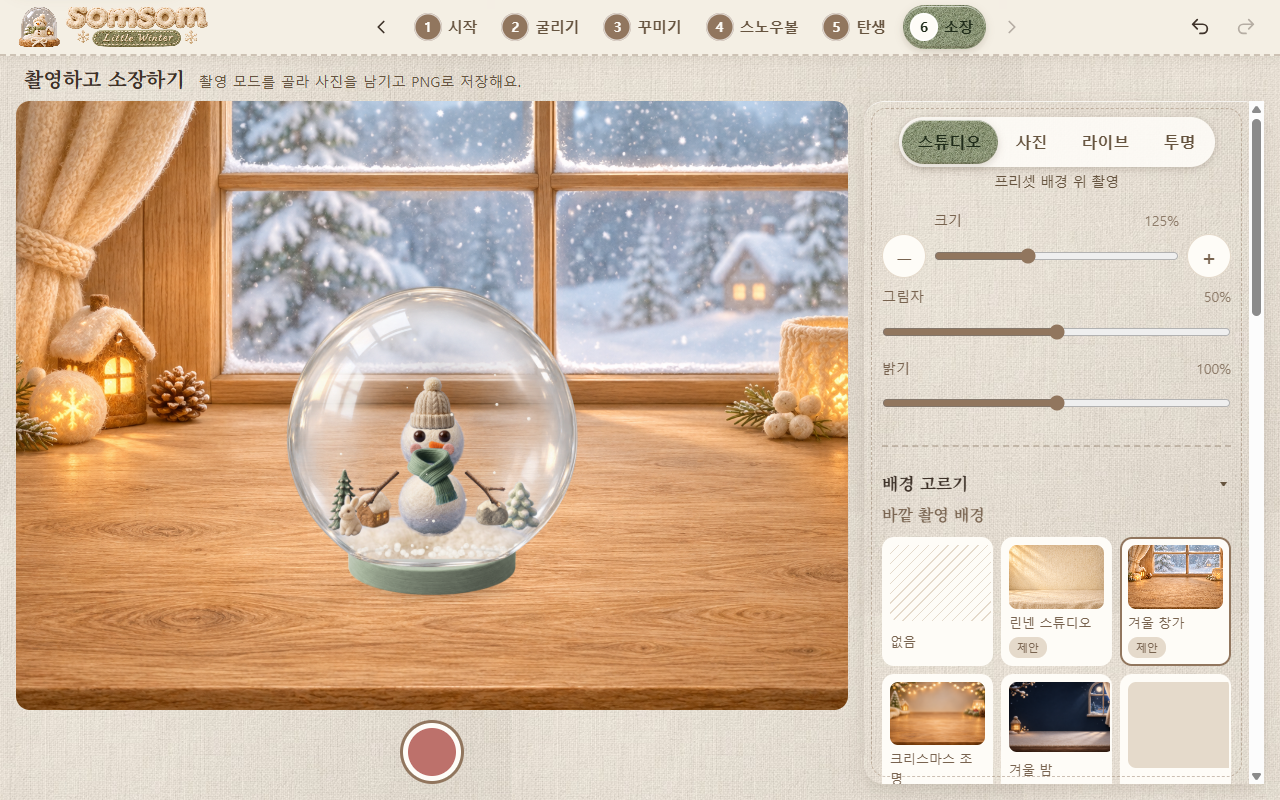 somsom
Little Winter
1 시작
2 굴리기
3 꾸미기
4 스노우볼
5 탄생
6 소장
촬영하고 소장하기 촬영 모드를 골라 사진을 남기고 PNG로 저장해요.
스튜디오 사진 라이브 투명
프리셋 배경 위 촬영
크기 125%
그림자 50%
밝기 100%
배경 고르기
바깥 촬영 배경
없음
린넨 스튜디오
제안
겨울 창가
제안
크리스마스 조
명
겨울 밤